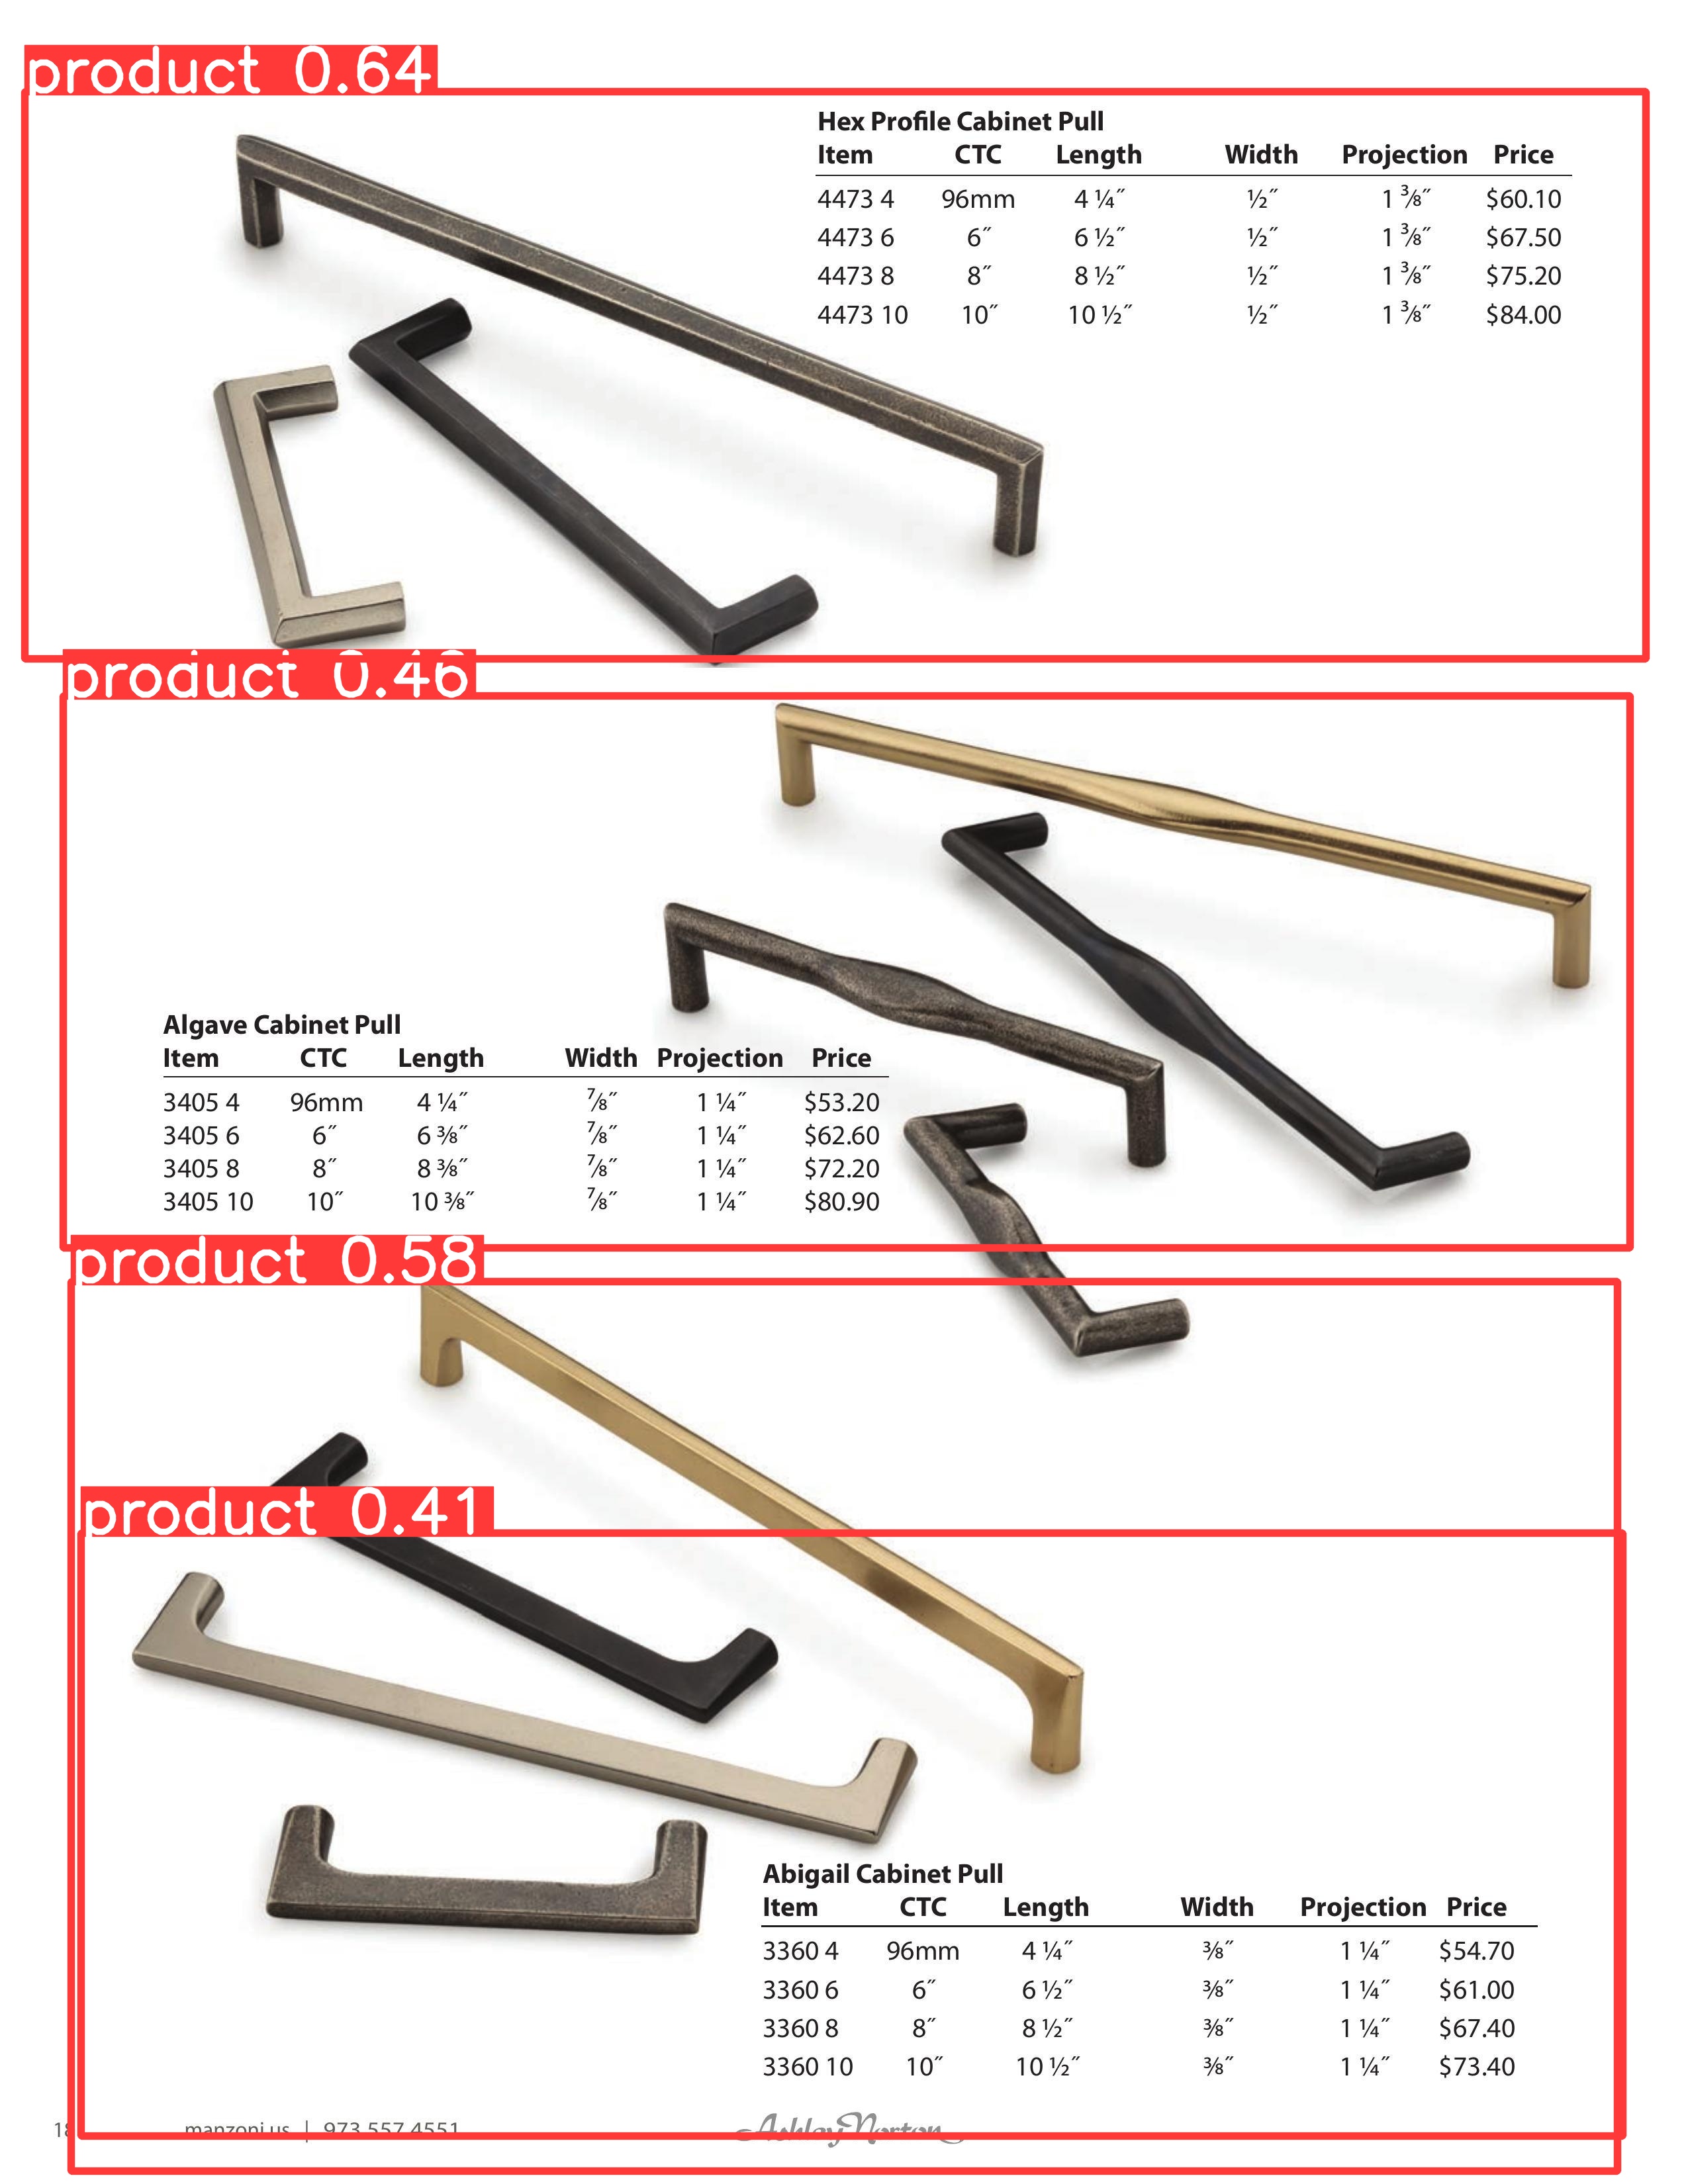 product 0.64
Hex Profile Cabinet Pull
Item CTC Length Width Projection Price
4473 4 96mm 4 ¼″ ½″ 1 ⅜″ $60.10
4473 6 6″ 6 ½″ ½″ 1 ⅜″ $67.50
4473 8 8″ 8 ½″ ½″ 1 ⅜″ $75.20
4473 10 10″ 10 ½″ ½″ 1 ⅜″ $84.00
product 0.46
Algave Cabinet Pull
Item CTC Length Width Projection Price
3405 4 96mm 4 ¼″ ⅞″ 1 ¼″ $53.20
3405 6 6″ 6 ⅜″ ⅞″ 1 ¼″ $62.60
3405 8 8″ 8 ⅜″ ⅞″ 1 ¼″ $72.20
3405 10 10″ 10 ⅜″ ⅞″ 1 ¼″ $80.90
product 0.58
product 0.41
Abigail Cabinet Pull
Item CTC Length Width Projection Price
3360 4 96mm 4 ¼″ ⅜″ 1 ¼″ $54.70
3360 6 6″ 6 ½″ ⅜″ 1 ¼″ $61.00
3360 8 8″ 8 ½″ ⅜″ 1 ¼″ $67.40
3360 10 10″ 10 ½″ ⅜″ 1 ¼″ $73.40
manzoni.us | 973.557.4551 Ashley Norton